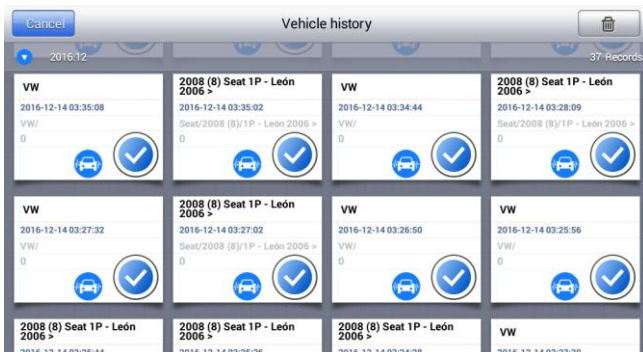 Cancel
Vehicle history
2016.12
37 Records
VW
2016-12-14 03:35:08
VW/
0
2008 (8) Seat 1P - León
2006 >
2016-12-14 03:35:02
Seat/2008 (8)/1P - León 2006 >
0
VW
2016-12-14 03:34:44
VW/
0
2008 (8) Seat 1P - León
2006 >
2016-12-14 03:28:09
Seat/2008 (8)/1P - León 2006 >
0
VW
2016-12-14 03:27:32
VW/
0
2008 (8) Seat 1P - León
2006 >
2016-12-14 03:27:02
Seat/2008 (8)/1P - León 2006 >
0
VW
2016-12-14 03:26:50
VW/
0
VW
2016-12-14 03:25:56
VW/
0
2008 (8) Seat 1P - León
2006 >
2008 (8) Seat 1P - León
2006 >
2008 (8) Seat 1P - León
2006 >
VW